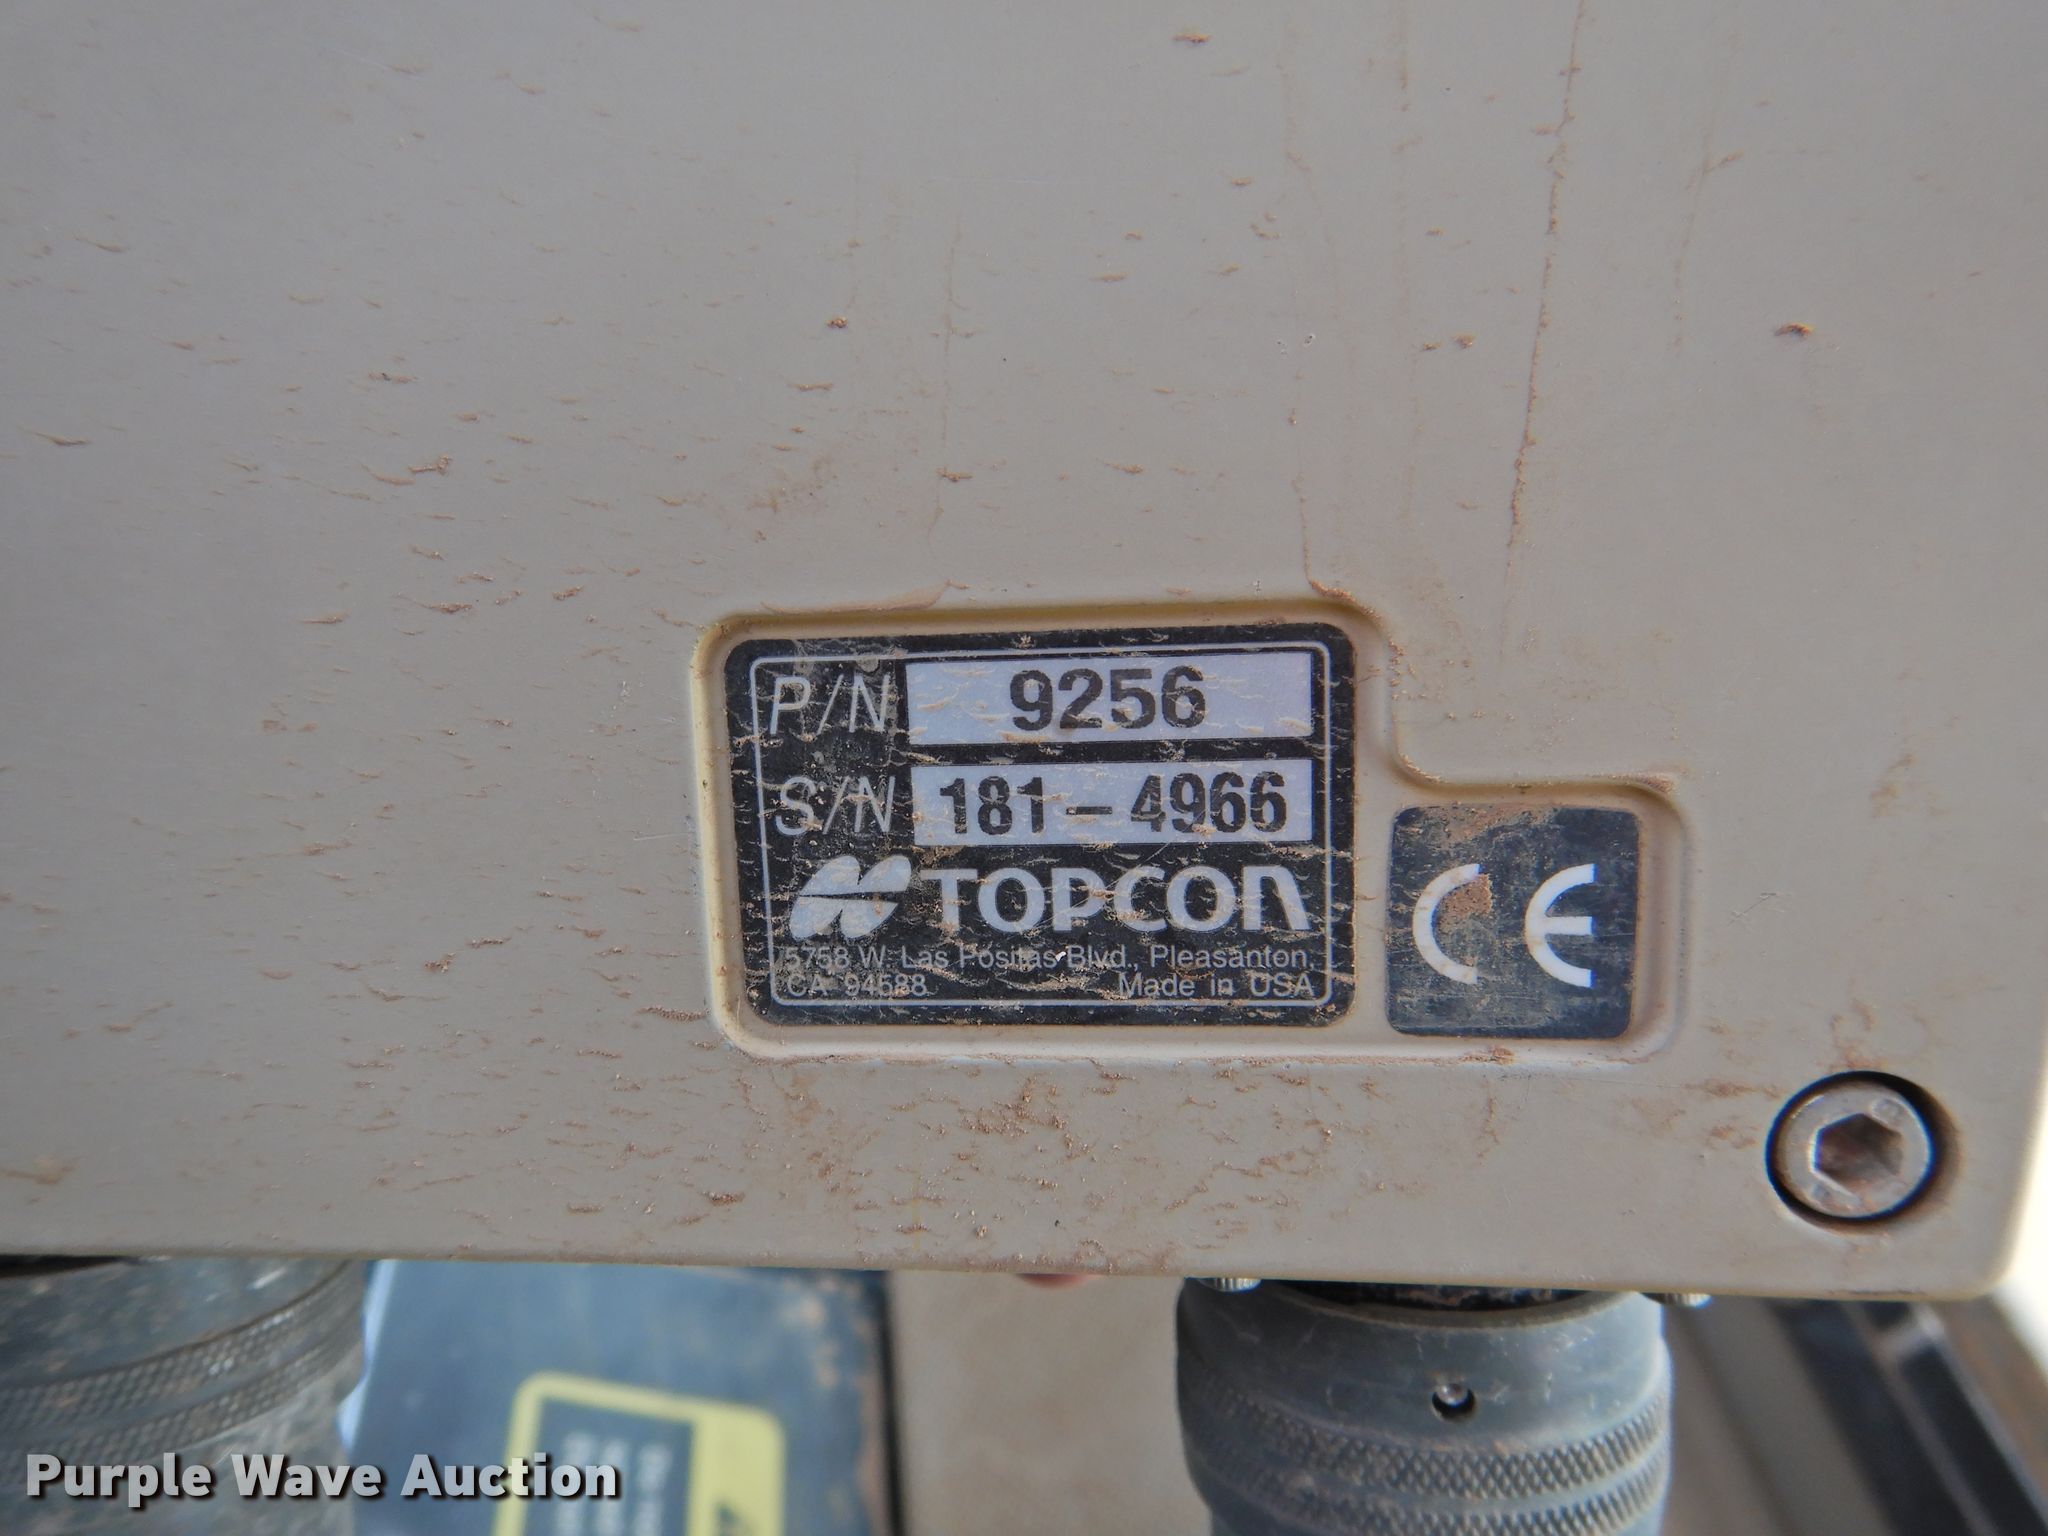 P/N 9256
S/N 181-4966
TOPCON
5758 W. Las Positas Blvd., Pleasanton,
CA 94588 Made in USA
CE
Purple Wave Auction